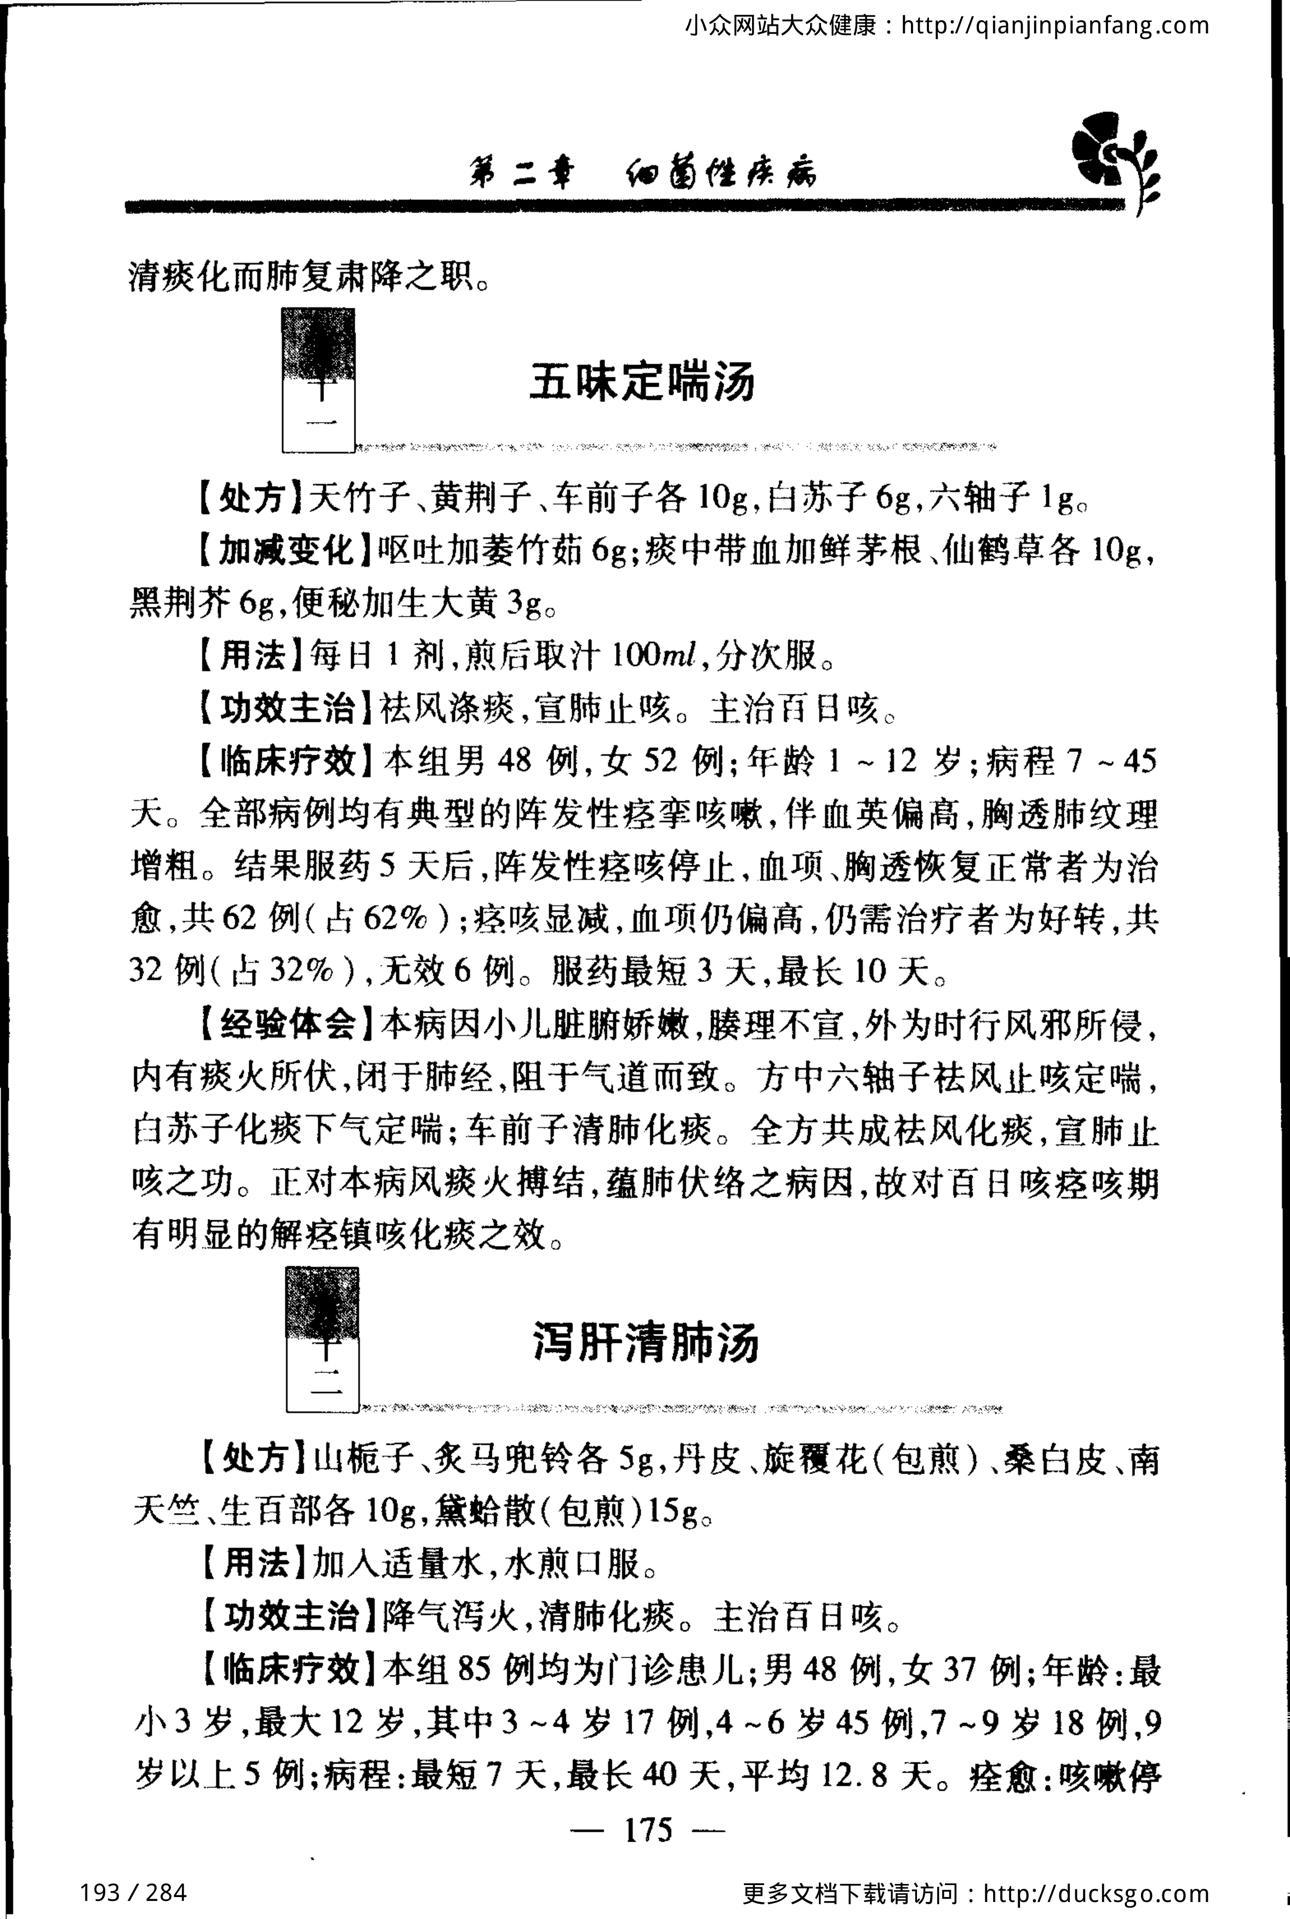 小众网站大众健康：http://qianjinpianfang.com
第二章 细菌性疾病
清痰化而肺复肃降之职。
十一
五味定喘汤
【处方】天竹子、黄荆子、车前子各 10g,白苏子 6g,六轴子 1g。
【加减变化】呕吐加萎竹茹 6g;痰中带血加鲜茅根、仙鹤草各 10g,
黑荆芥 6g,便秘加生大黄 3g。
【用法】每日 1 剂,煎后取汁 100ml,分次服。
【功效主治】祛风涤痰,宣肺止咳。主治百日咳。
【临床疗效】本组男 48 例,女 52 例;年龄 1 ~ 12 岁;病程 7 ~ 45
天。全部病例均有典型的阵发性痉挛咳嗽,伴血英偏高,胸透肺纹理
增粗。结果服药 5 天后,阵发性痉咳停止,血项、胸透恢复正常者为治
愈,共 62 例(占 62%);痉咳显减,血项仍偏高,仍需治疗者为好转,共
32 例(占 32%),无效 6 例。服药最短 3 天,最长 10 天。
【经验体会】本病因小儿脏腑娇嫩,腠理不宣,外为时行风邪所侵,
内有痰火所伏,闭于肺经,阻于气道而致。方中六轴子祛风止咳定喘,
白苏子化痰下气定喘;车前子清肺化痰。全方共成祛风化痰,宣肺止
咳之功。正对本病风痰火搏结,蕴肺伏络之病因,故对百日咳痉咳期
有明显的解痉镇咳化痰之效。
十二
泻肝清肺汤
【处方】山栀子、炙马兜铃各 5g,丹皮、旋覆花(包煎)、桑白皮、南
天竺、生百部各 10g,黛蛤散(包煎)15g。
【用法】加入适量水,水煎口服。
【功效主治】降气泻火,清肺化痰。主治百日咳。
【临床疗效】本组 85 例均为门诊患儿;男 48 例,女 37 例;年龄:最
小 3 岁,最大 12 岁,其中 3 ~ 4 岁 17 例,4 ~ 6 岁 45 例,7 ~ 9 岁 18 例,9
岁以上 5 例;病程:最短 7 天,最长 40 天,平均 12.8 天。痊愈:咳嗽停
— 175 —
193 / 284
更多文档下载请访问：http://ducksgo.com